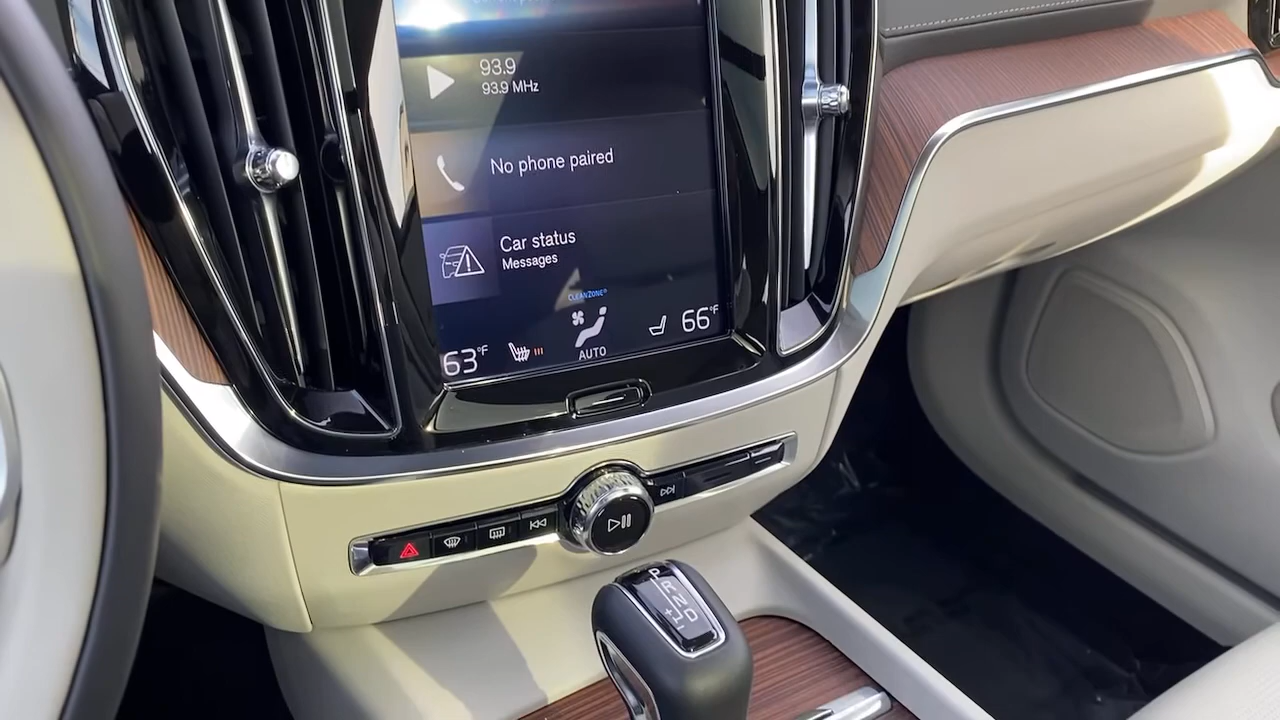 93.9
93.9 MHz
No phone paired
Car status
Messages
CLEANZONE®
63°F
66°F
AUTO
P
R
N
D
+
-